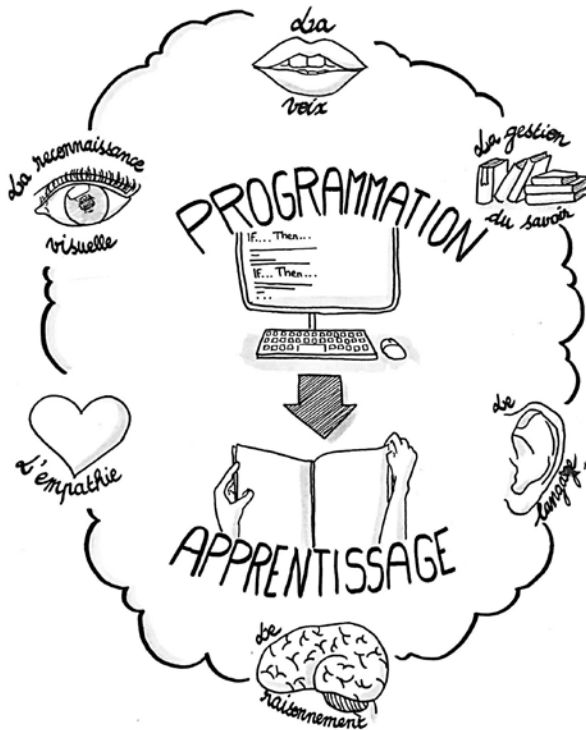 La
voix
La reconnaissance
visuelle
La gestion
du savoir
PROGRAMMATION
IF.... Then...
IF... Then...
...
L'empathie
Le
langage
APPRENTISSAGE
Le
raisonnement